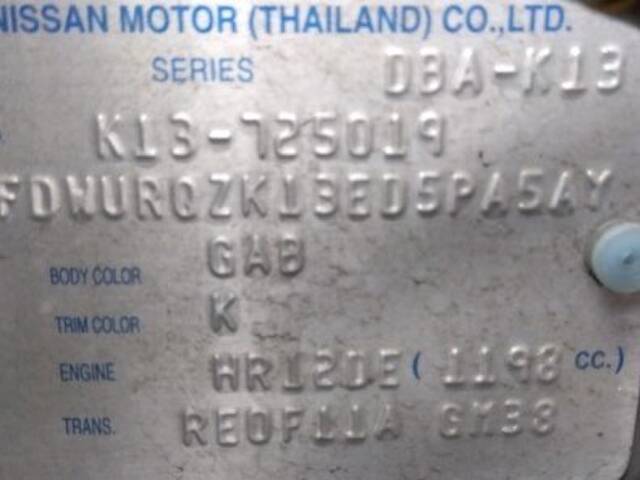 NISSAN MOTOR (THAILAND) CO.,LTD.
SERIES DBA-K13
K13-725019
FDWURQZK13ED5PA5AY
BODY COLOR GAB
TRIM COLOR K
ENGINE HR12DE ( 1198 cc.)
TRANS. RE0F11A GM38